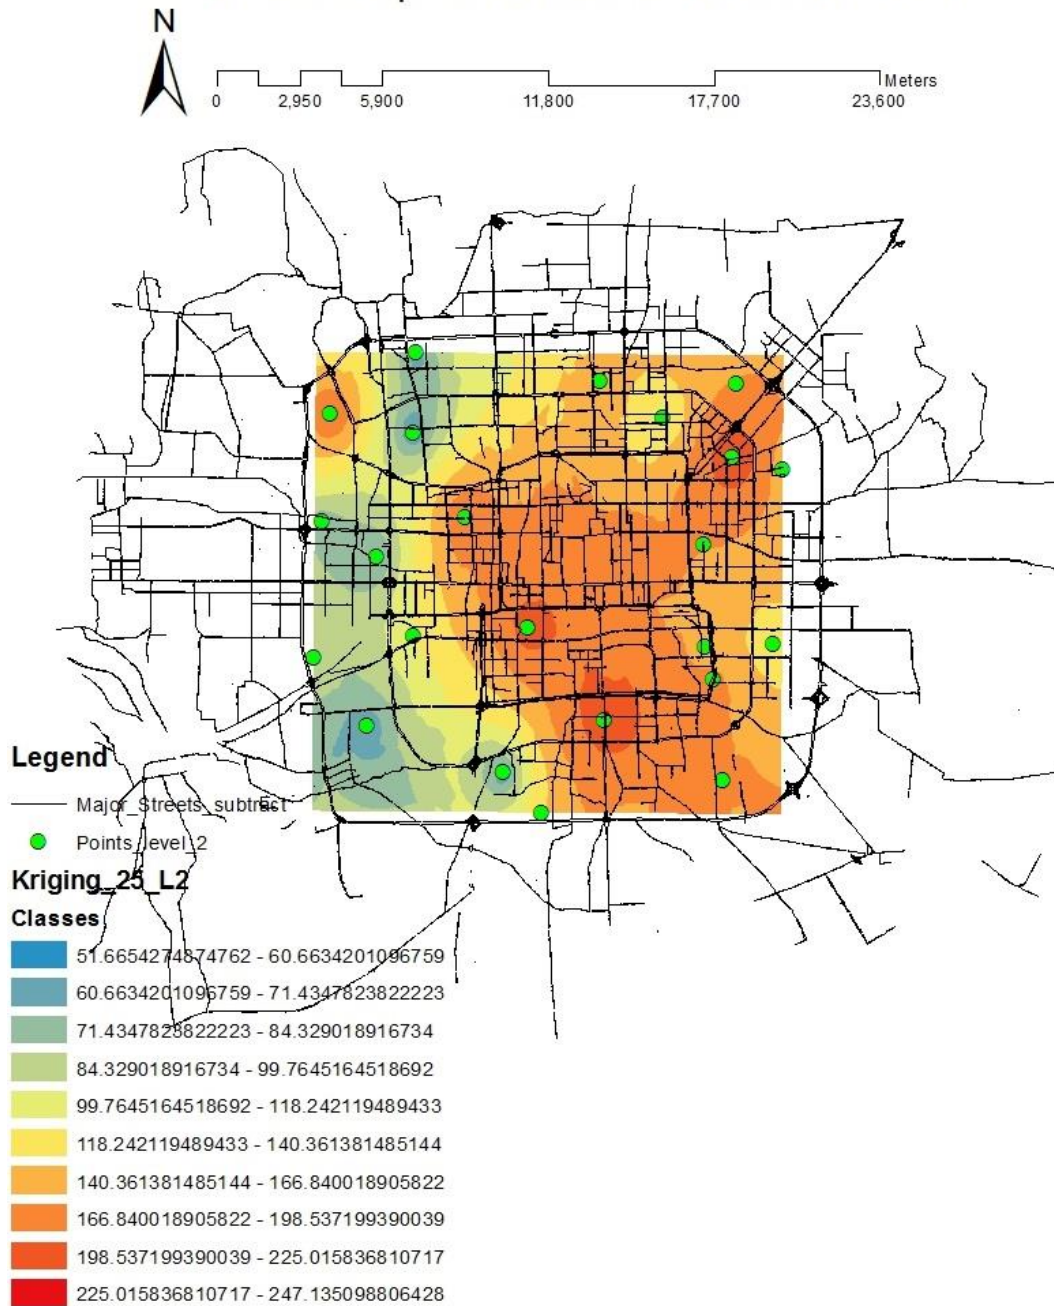 N
Meters
0 2,950 5,900 11,800 17,700 23,600
Legend
Major_Streets_subtract
Points_level_2
Kriging_25_L2
Classes
51.6654274874762 - 60.6634201096759
60.6634201096759 - 71.4347823822223
71.4347823822223 - 84.329018916734
84.329018916734 - 99.7645164518692
99.7645164518692 - 118.242119489433
118.242119489433 - 140.361381485144
140.361381485144 - 166.840018905822
166.840018905822 - 198.537199390039
198.537199390039 - 225.015836810717
225.015836810717 - 247.135098806428